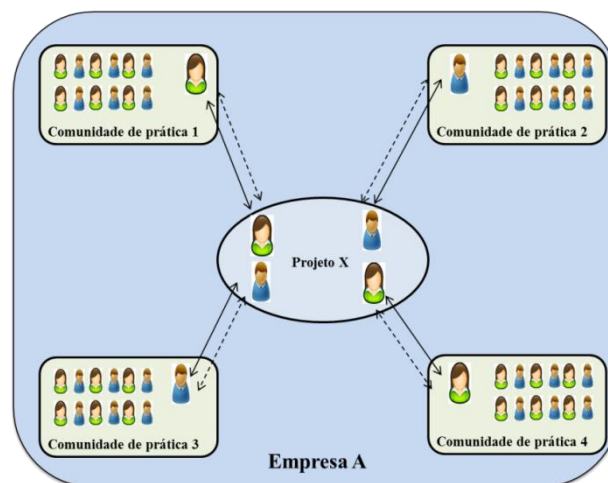 Comunidade de prática 1
Comunidade de prática 2
Projeto X
Comunidade de prática 3
Comunidade de prática 4
Empresa A